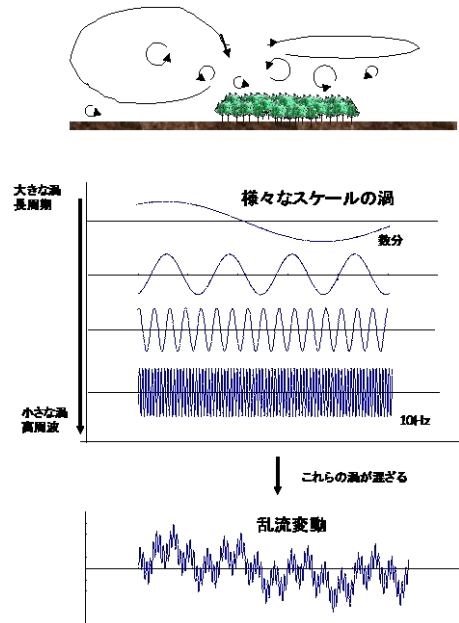 大きな渦
長周期
様々なスケールの渦
数分
小さな渦
高周波
10Hz
これらの渦が混ざる
乱流変動